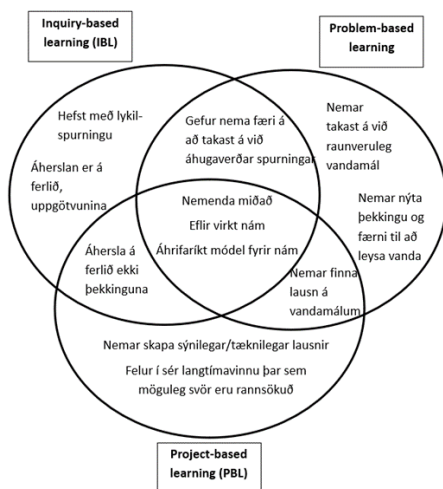 Inquiry-based
learning (IBL)
Problem-based
learning
Hefst með lykil-
spurningu
Áherslan er á
ferlið,
uppgötvunina
Gefur nema færi á
að takast á við
áhugaverðar spurningar
Nemar
takast á við
raunveruleg
vandamál
Nemar nýta
þekkingu og
færni til að
leysa vanda
Nemenda miðað
Eflir virkt nám
Áhrifaríkt módel fyrir nám
Áhersla á
ferlið ekki
þekkinguna
Nemar finna
lausn á
vandamálum
Nemar skapa sýnilegar/tæknilegar lausnir
Felur í sér langtímavinnu þar sem
möguleg svör eru rannsökuð
Project-based
learning (PBL)